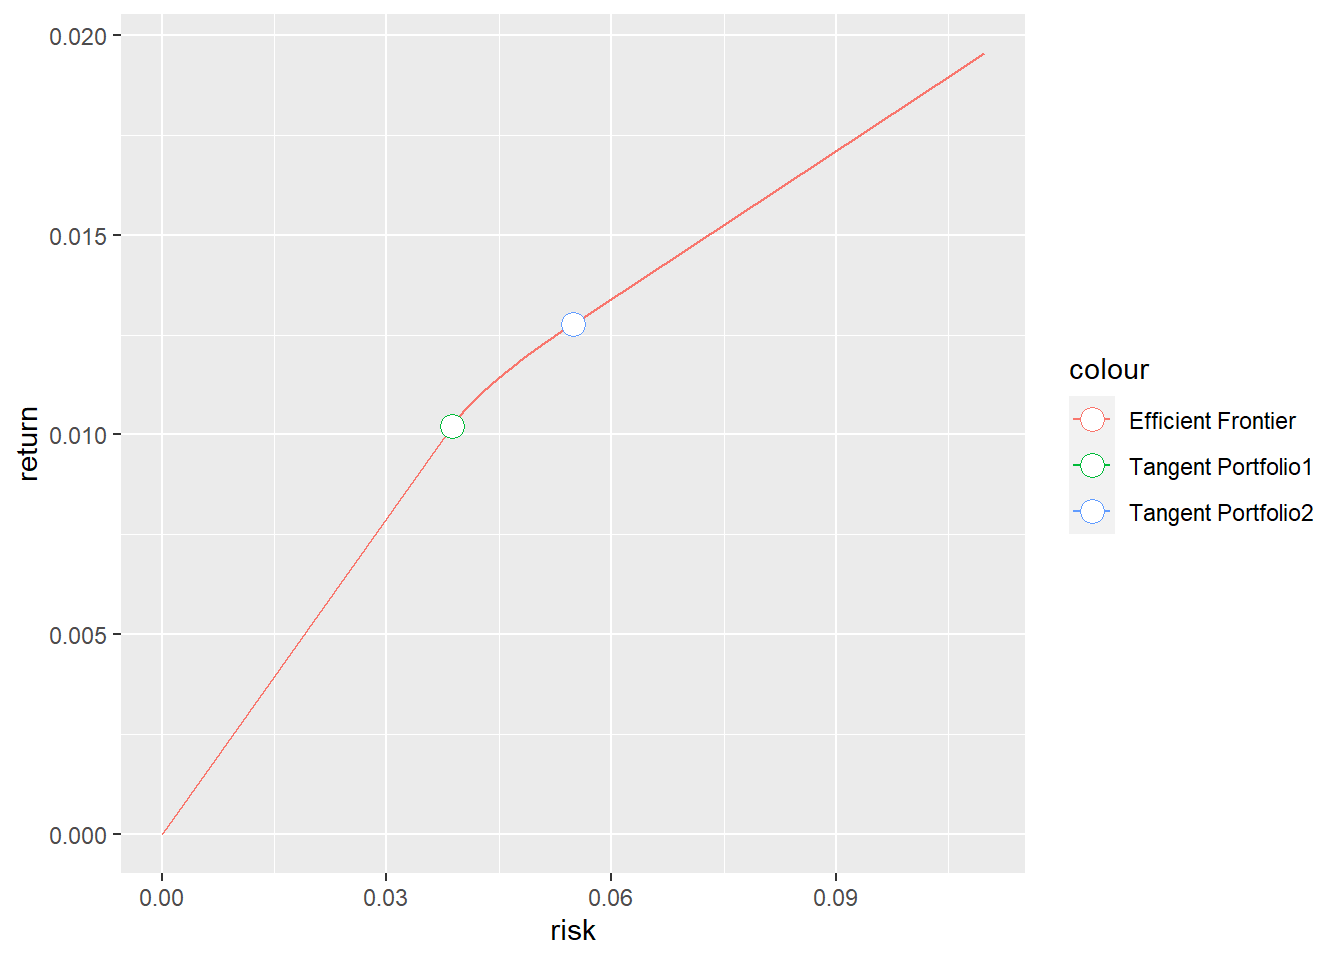 0.020
0.015
0.010
0.005
0.000
return
0.00
0.03
0.06
0.09
risk
colour
Efficient Frontier
Tangent Portfolio1
Tangent Portfolio2